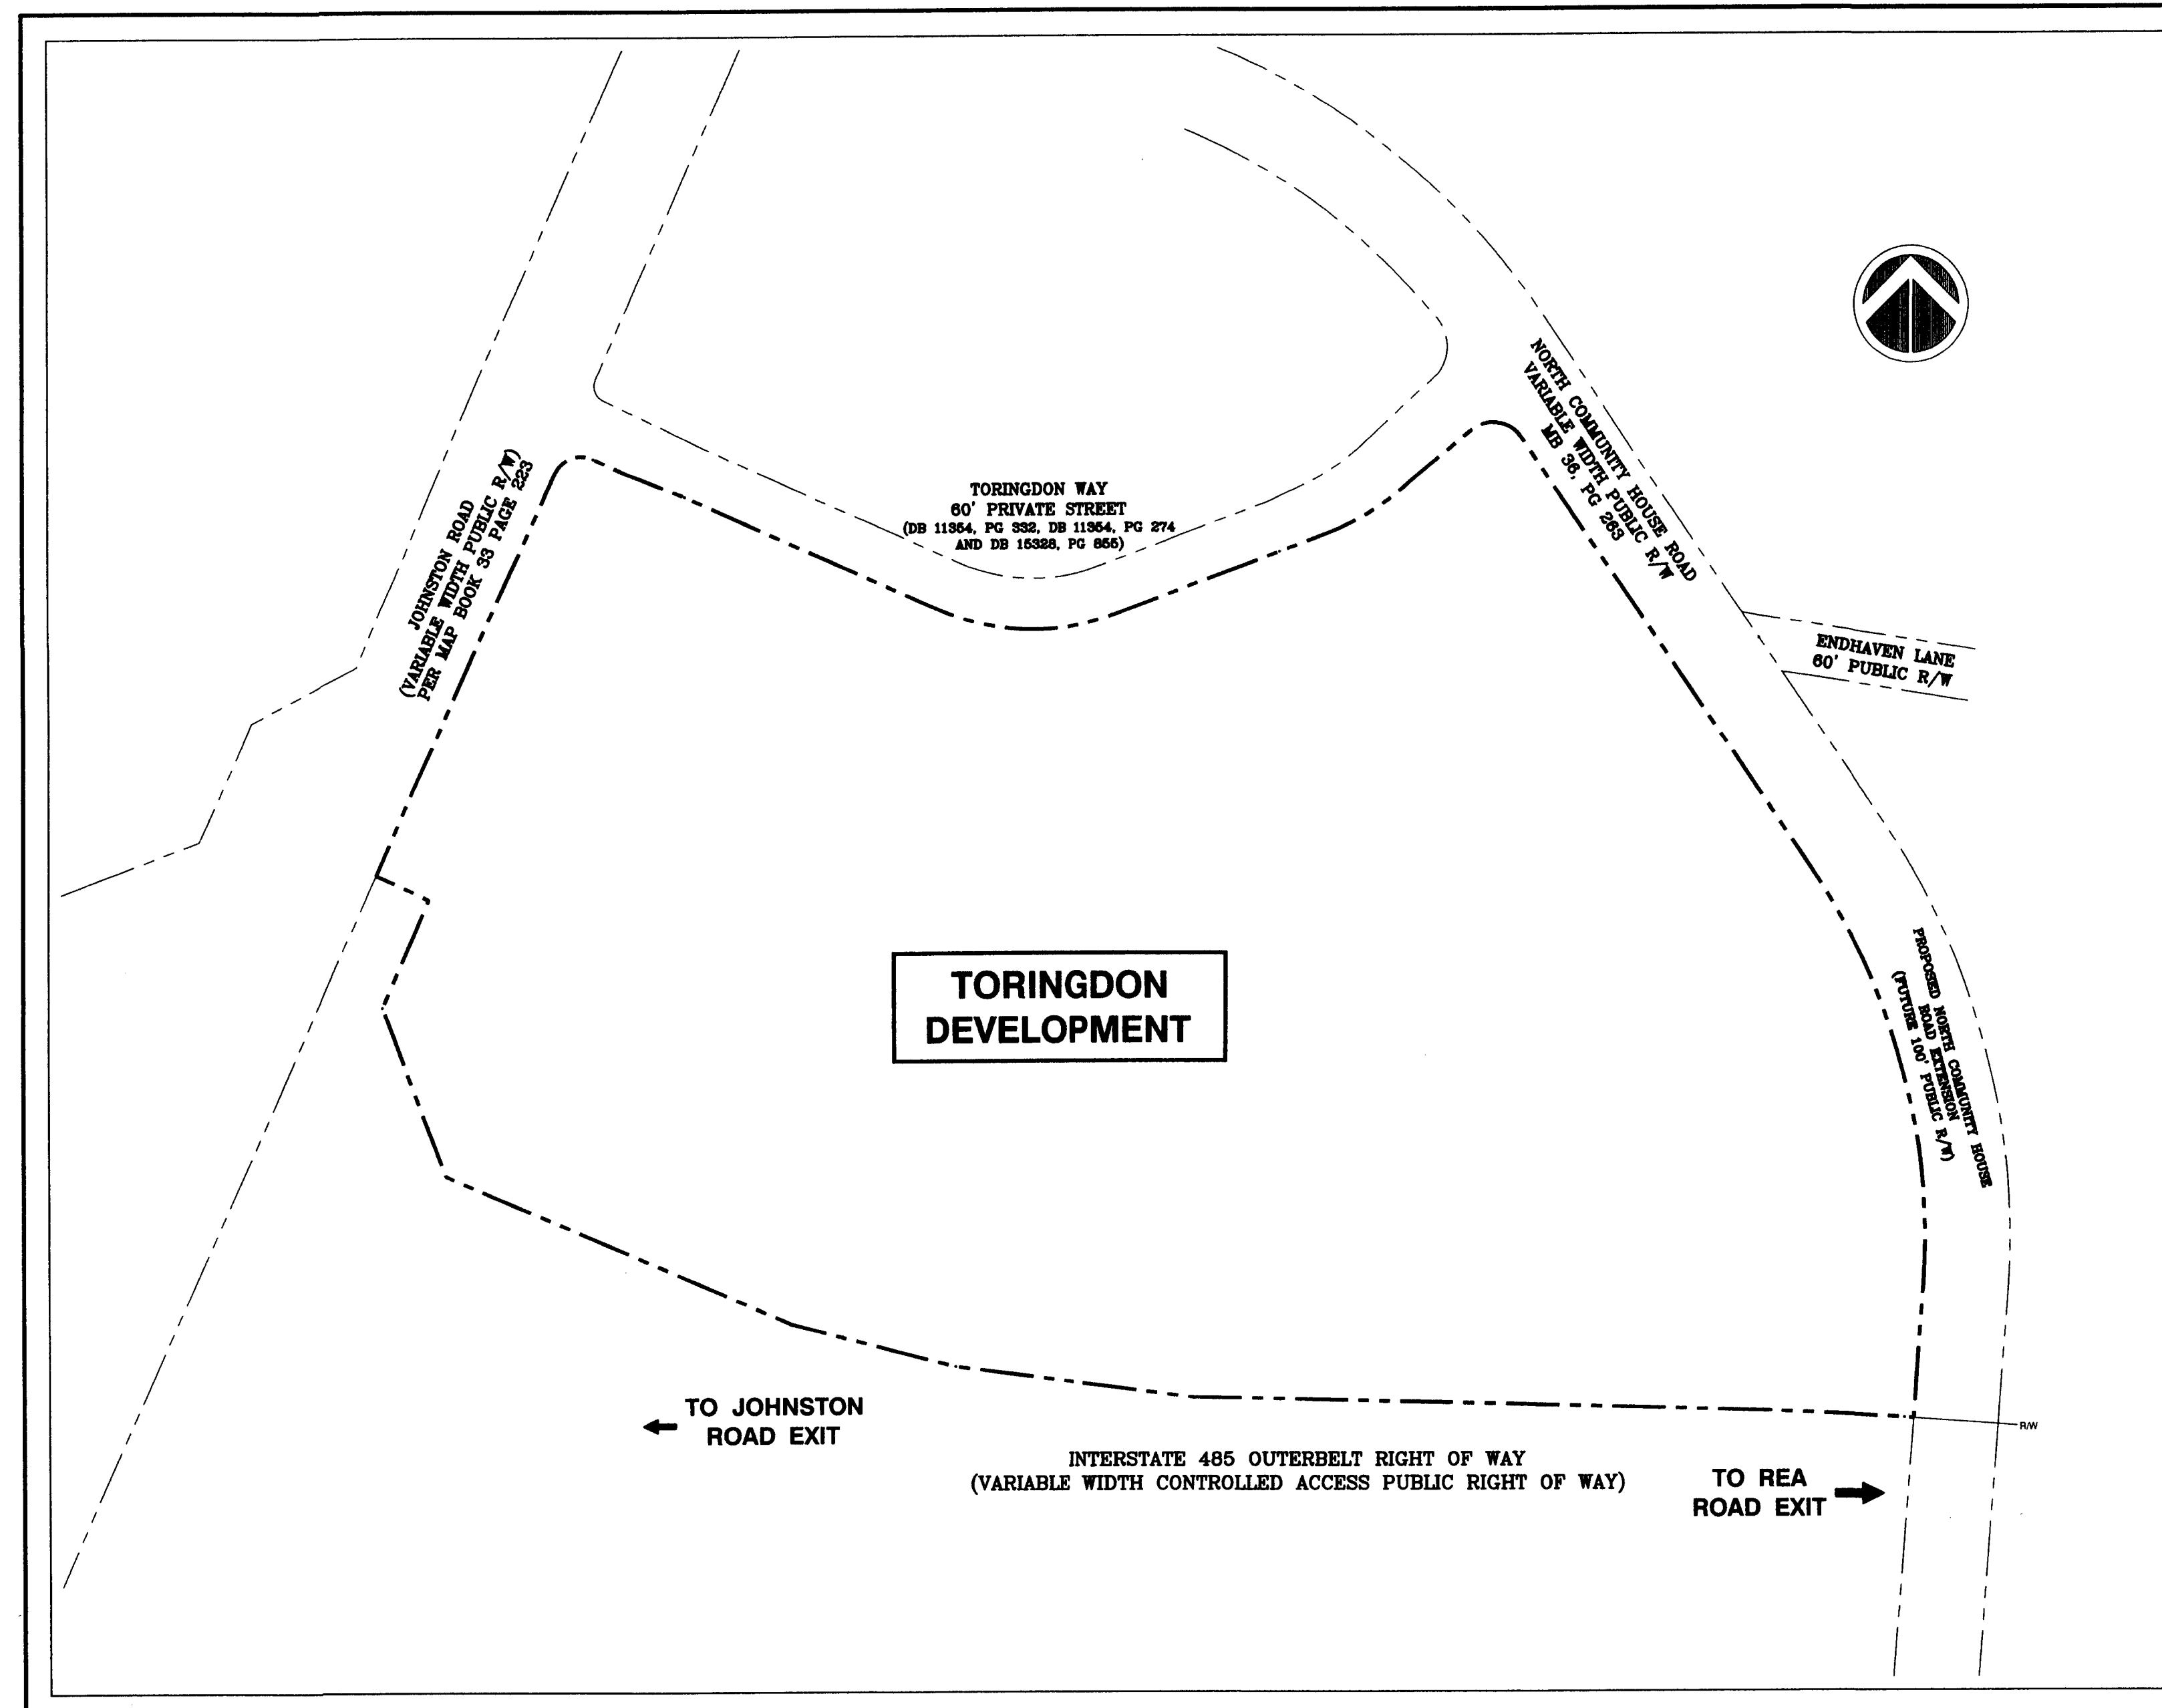 NORTH COMMUNITY HOUSE ROAD
VARIABLE WIDTH PUBLIC R/W
MB 36, PG 263
JOHNSTON ROAD
(VARIABLE WIDTH PUBLIC R/W)
PER MAP BOOK 33 PAGE 223
TORINGDON WAY
60' PRIVATE STREET
(DB 11354, PG 332, DB 11354, PG 274
AND DB 15328, PG 855)
ENDHAVEN LANE
60' PUBLIC R/W
PROPOSED NORTH COMMUNITY HOUSE
ROAD EXTENSION
(FUTURE 100' PUBLIC R/W)
TORINGDON
DEVELOPMENT
TO JOHNSTON
ROAD EXIT
R/W
INTERSTATE 485 OUTERBELT RIGHT OF WAY
(VARIABLE WIDTH CONTROLLED ACCESS PUBLIC RIGHT OF WAY)
TO REA
ROAD EXIT